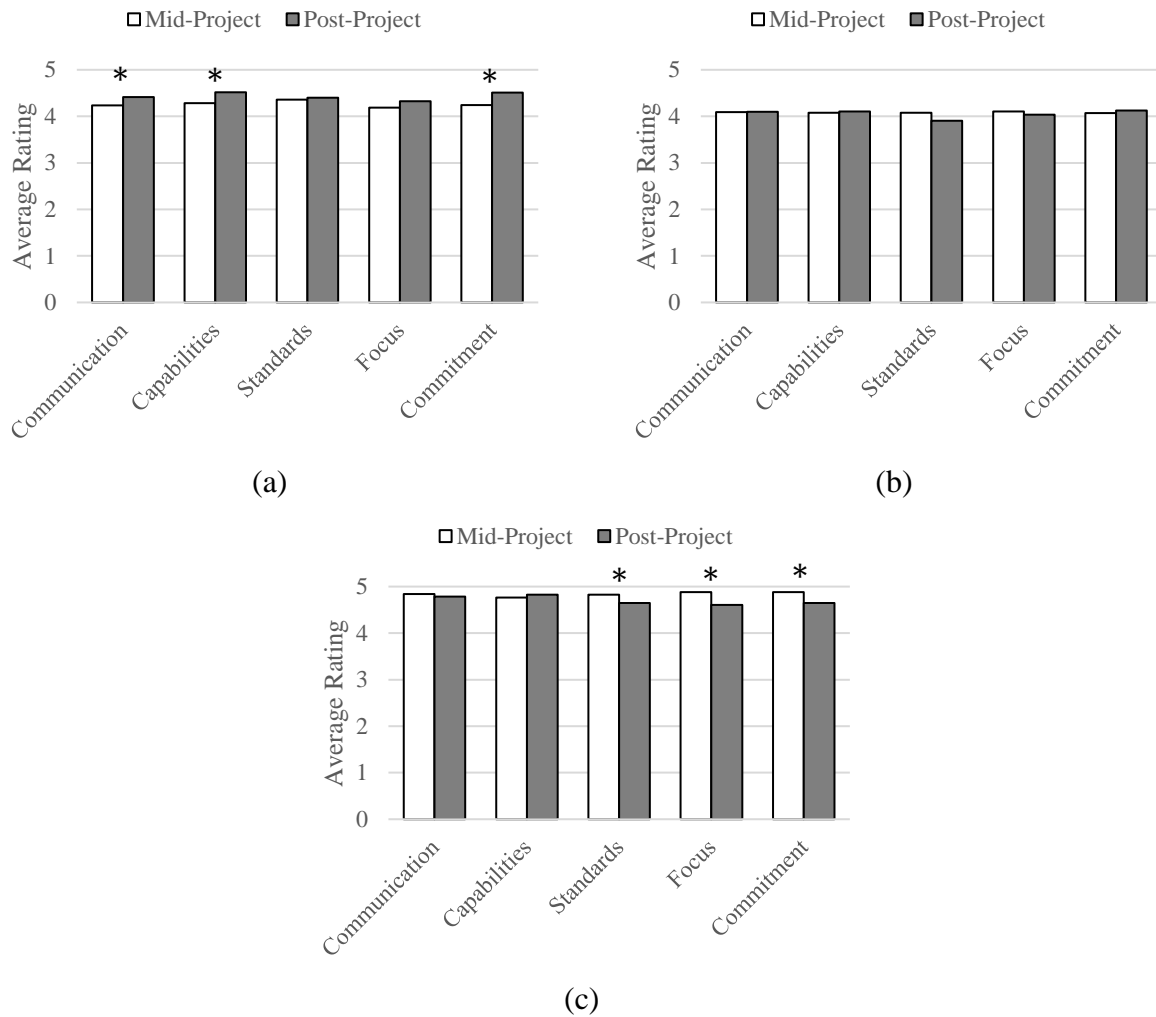 Mid-Project Post-Project
* * *
5
4
3
2
1
0
Average Rating
Communication
Capabilities
Standards
Focus
Commitment
(a)
Mid-Project Post-Project
5
4
3
2
1
0
Average Rating
Communication
Capabilities
Standards
Focus
Commitment
(b)
Mid-Project Post-Project
* * *
5
4
3
2
1
0
Average Rating
Communication
Capabilities
Standards
Focus
Commitment
(c)